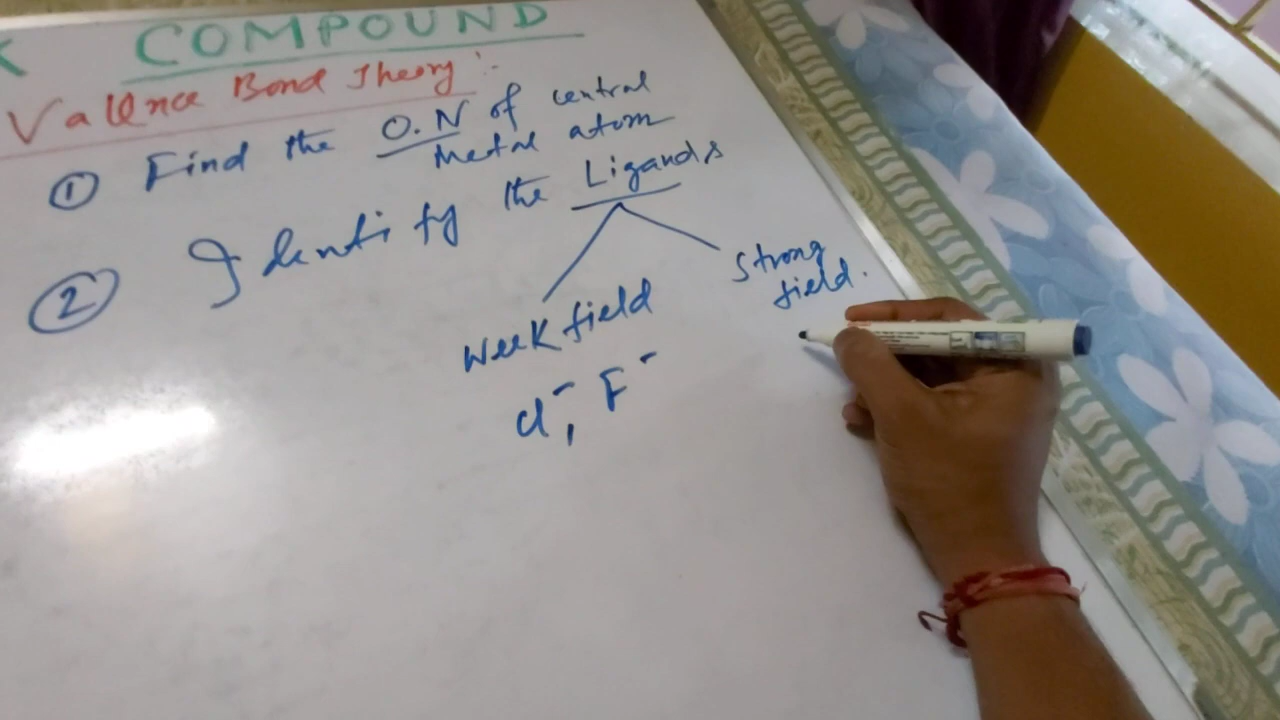 K COMPOUND
Valence Bond Theory :-
① Find the O.N of central
metal atom
② Identify the Ligands
Week field
Strong
field.
Cl⁻, F⁻